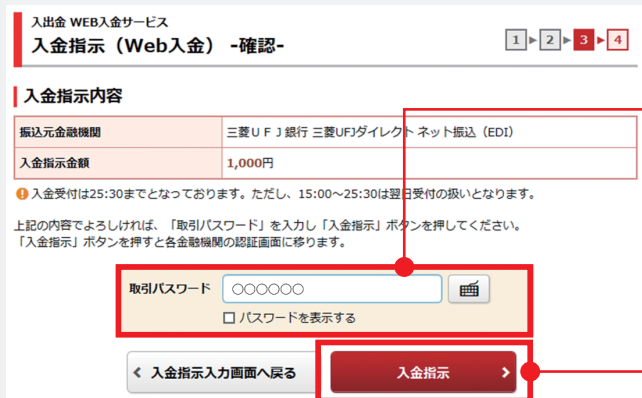 入出金 WEB入金サービス
入金指示（Web入金） -確認-
1 2 3 4
入金指示内容
振込元金融機関 三菱ＵＦＪ銀行 三菱UFJダイレクト ネット振込（EDI）
入金指示金額 1,000円
入金受付は25:30までとなっております。ただし、15:00～25:30は翌日受付の扱いとなります。
上記の内容でよろしければ、「取引パスワード」を入力し「入金指示」ボタンを押してください。
「入金指示」ボタンを押すと各金融機関の認証画面に移ります。
取引パスワード ○○○○○○
パスワードを表示する
入金指示入力画面へ戻る 入金指示